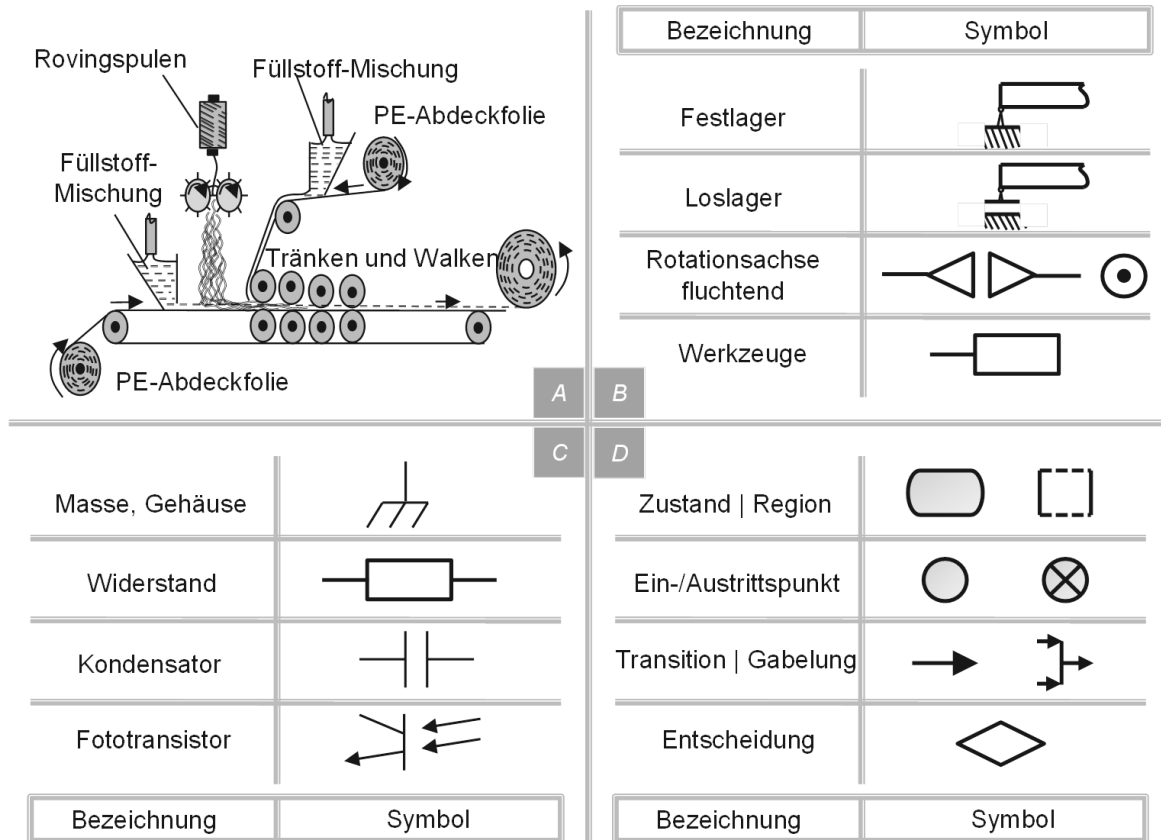 Rovingspulen
Füllstoff-Mischung
PE-Abdeckfolie
Füllstoff-
Mischung
Tränken und Walken
PE-Abdeckfolie
A
Bezeichnung Symbol
Festlager
Loslager
Rotationsachse
fluchtend
Werkzeuge
B
C
Masse, Gehäuse
Widerstand
Kondensator
Fototransistor
Bezeichnung Symbol
D
Zustand | Region
Ein-/Austrittspunkt
Transition | Gabelung
Entscheidung
Bezeichnung Symbol